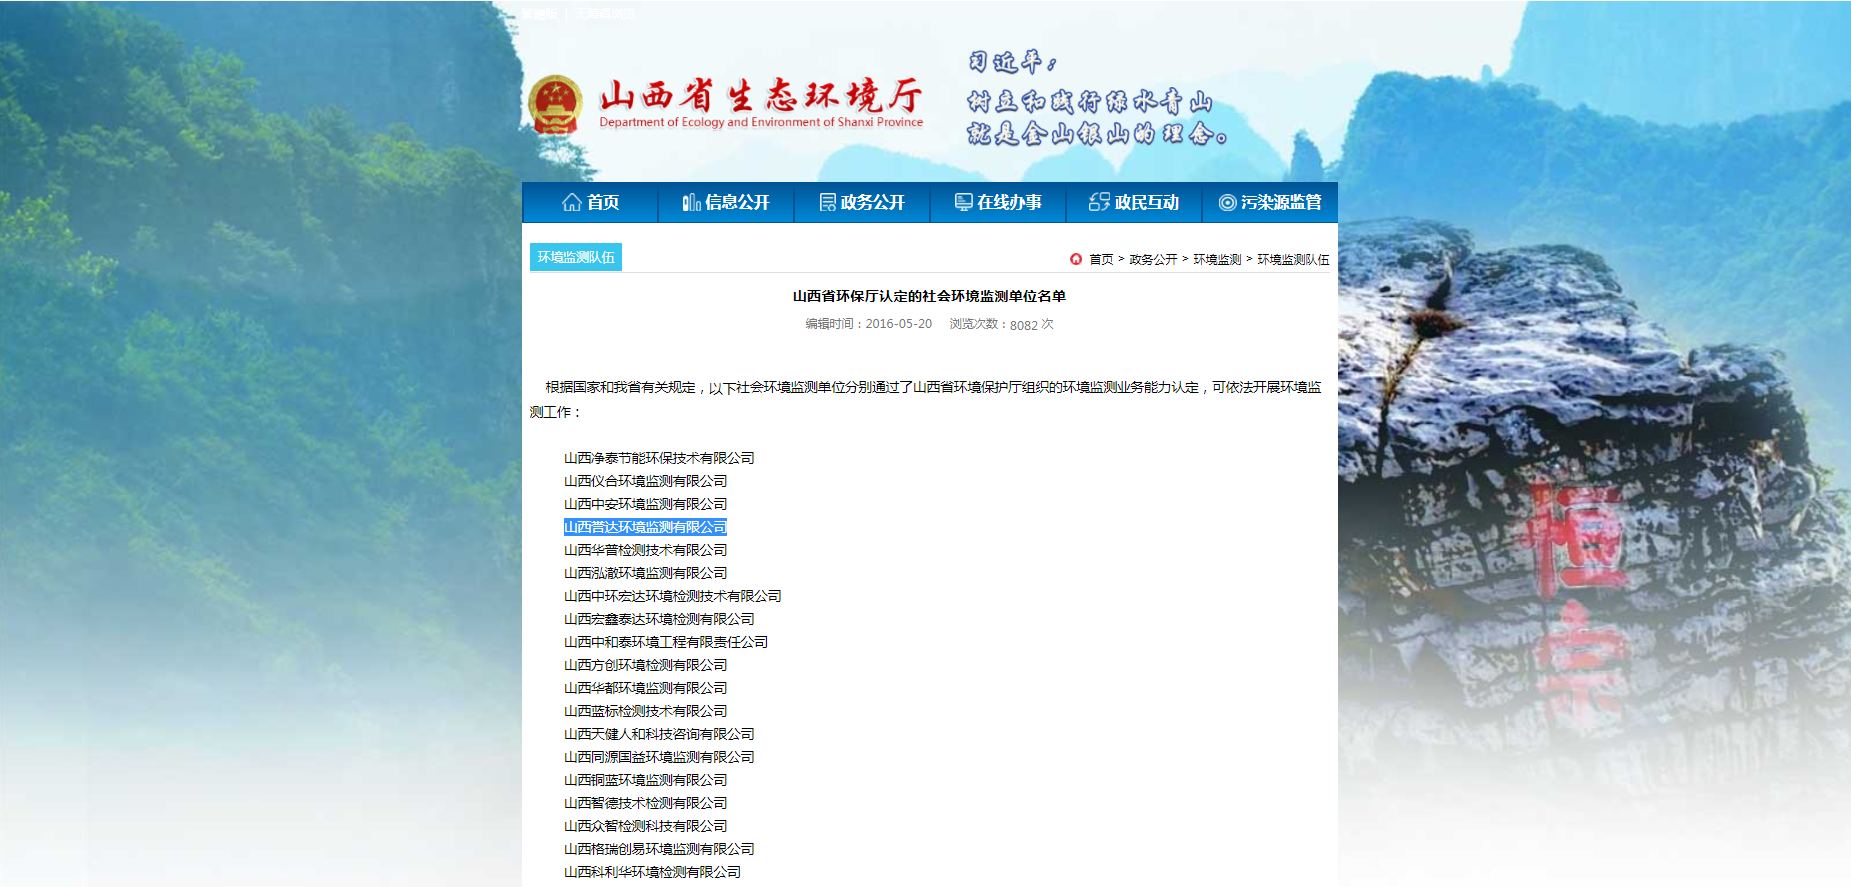 山西省生态环境厅
Department of Ecology and Environment of Shanxi Province
习近平：
树立和践行绿水青山
就是金山银山的理念。
首页 信息公开 政务公开 在线办事 政民互动 污染源监管
环境监测队伍
首页 > 政务公开 > 环境监测 > 环境监测队伍
山西省环保厅认定的社会环境监测单位名单
编辑时间：2016-05-20 浏览次数：8082 次
根据国家和我省有关规定，以下社会环境监测单位分别通过了山西省环境保护厅组织的环境监测业务能力认定，可依法开展环境监
测工作：
山西净泰节能环保技术有限公司
山西仪合环境监测有限公司
山西中安环境监测有限公司
山西誉达环境监测有限公司
山西华普检测技术有限公司
山西泓澈环境监测有限公司
山西中环宏达环境检测技术有限公司
山西宏鑫泰达环境检测有限公司
山西中和泰环境工程有限责任公司
山西方创环境检测有限公司
山西华都环境监测有限公司
山西蓝标检测技术有限公司
山西天健人和科技咨询有限公司
山西同源国益环境监测有限公司
山西铜蓝环境监测有限公司
山西智德技术检测有限公司
山西众智检测科技有限公司
山西格瑞创易环境监测有限公司
山西科利华环境检测有限公司
恒
宗